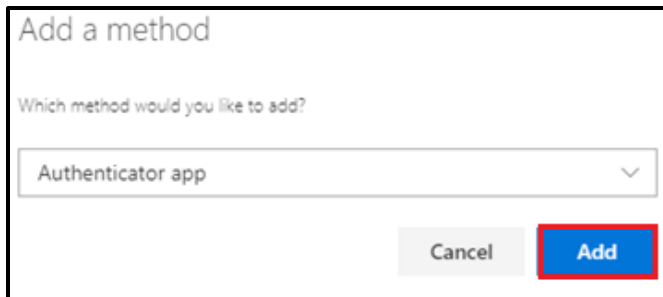 Add a method
Which method would you like to add?
Authenticator app
Cancel
Add